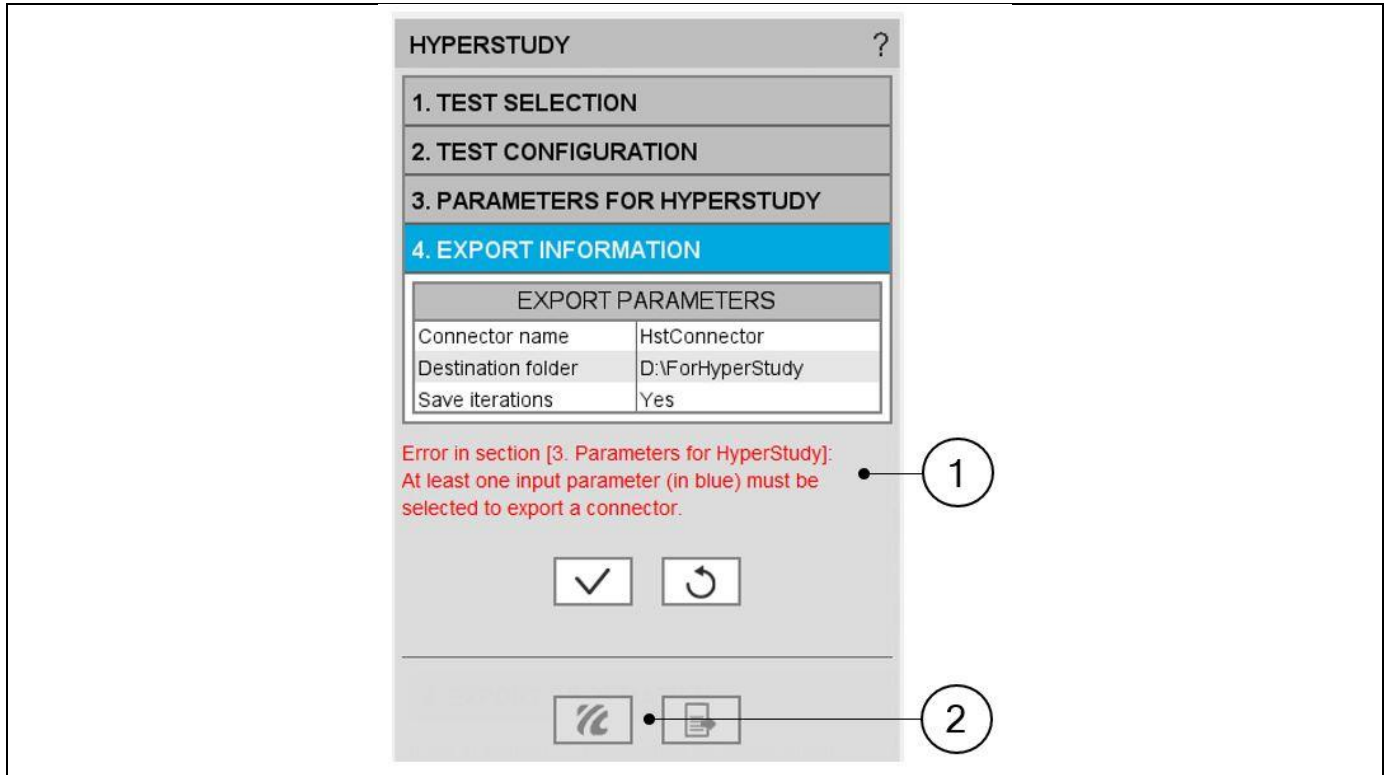 HYPERSTUDY ?
1. TEST SELECTION
2. TEST CONFIGURATION
3. PARAMETERS FOR HYPERSTUDY
4. EXPORT INFORMATION
EXPORT PARAMETERS
Connector name HstConnector
Destination folder D:\ForHyperStudy
Save iterations Yes
Error in section [3. Parameters for HyperStudy]:
At least one input parameter (in blue) must be
selected to export a connector.
1
2